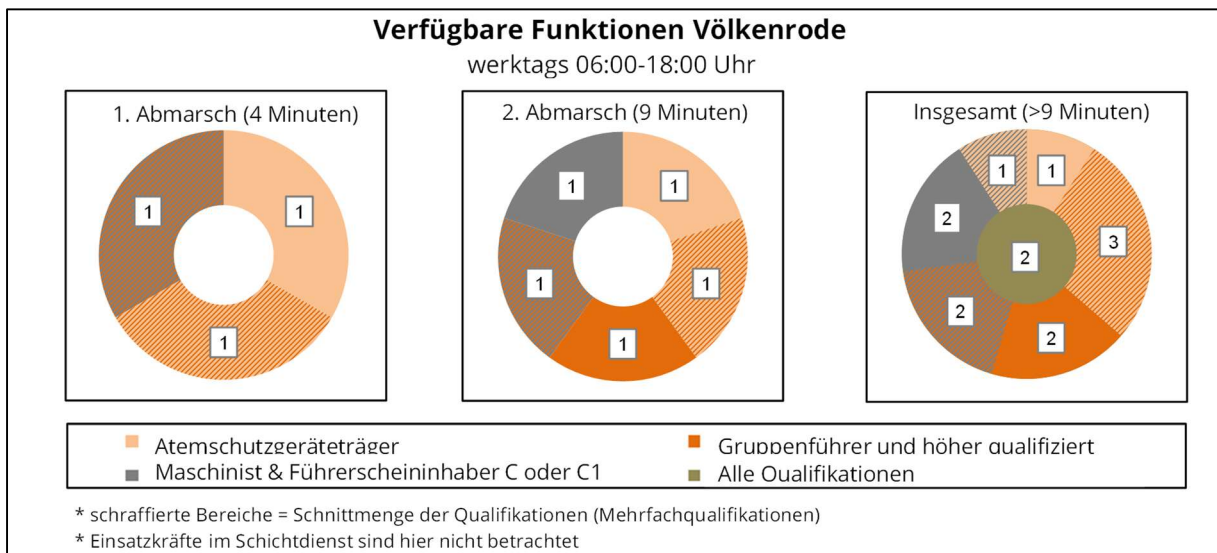 Verfügbare Funktionen Völkenrode
werktags 06:00-18:00 Uhr
1. Abmarsch (4 Minuten)
1
1
1
2. Abmarsch (9 Minuten)
1
1
1
1
1
Insgesamt (>9 Minuten)
1
1
2
3
2
2
2
Atemschutzgeräteträger
Gruppenführer und höher qualifiziert
Maschinist & Führerscheininhaber C oder C1
Alle Qualifikationen
* schraffierte Bereiche = Schnittmenge der Qualifikationen (Mehrfachqualifikationen)
* Einsatzkräfte im Schichtdienst sind hier nicht betrachtet